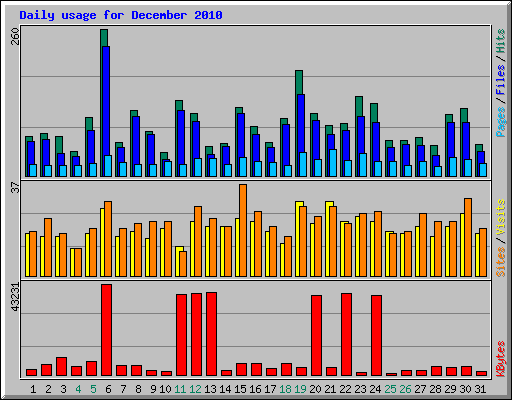 Daily usage for December 2010
260
Pages / Files / Hits
37
Sites / Visits
43231
KBytes
1 2 3 4 5 6 7 8 9 10 11 12 13 14 15 16 17 18 19 20 21 22 23 24 25 26 27 28 29 30 31